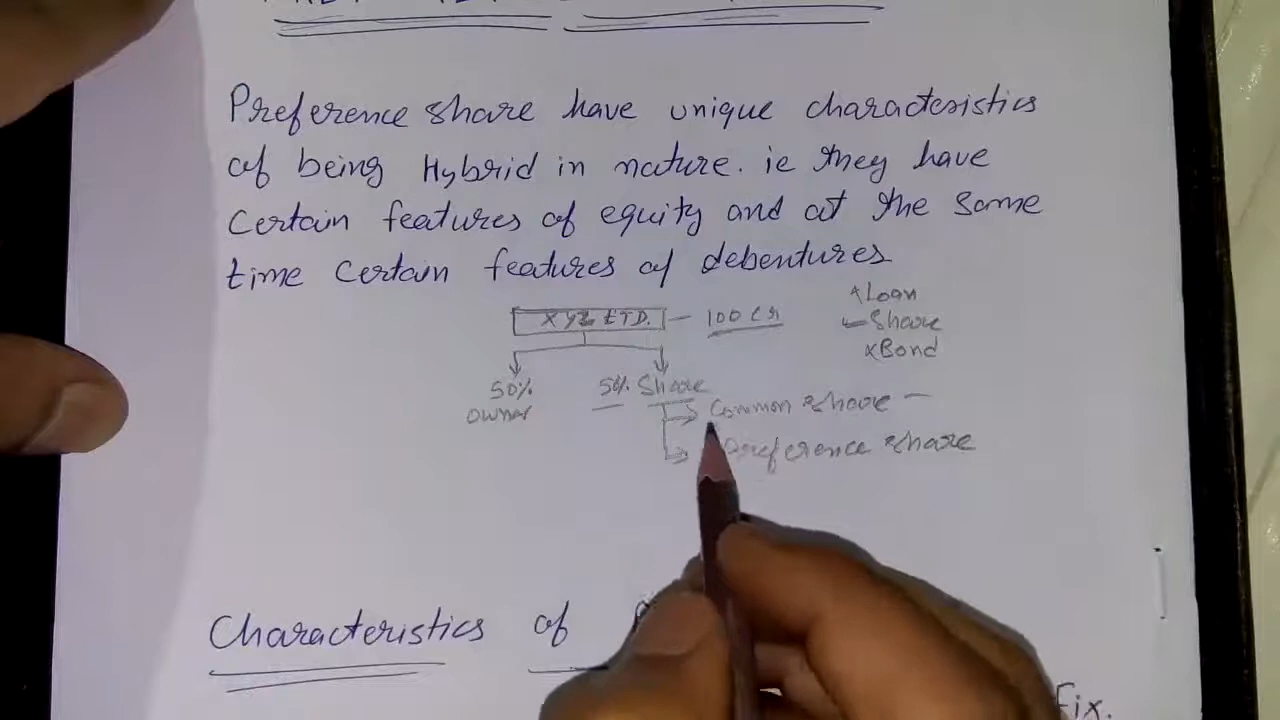 Preference share have unique characteristics
of being Hybrid in nature. ie they have
certain features of equity and at the same
time certain features of debentures
XYZ LTD. — 100 Cr
Loan
Share
Bond
50% 50% Share
owner
Common share —
Preference share
Characteristics of
Fix.